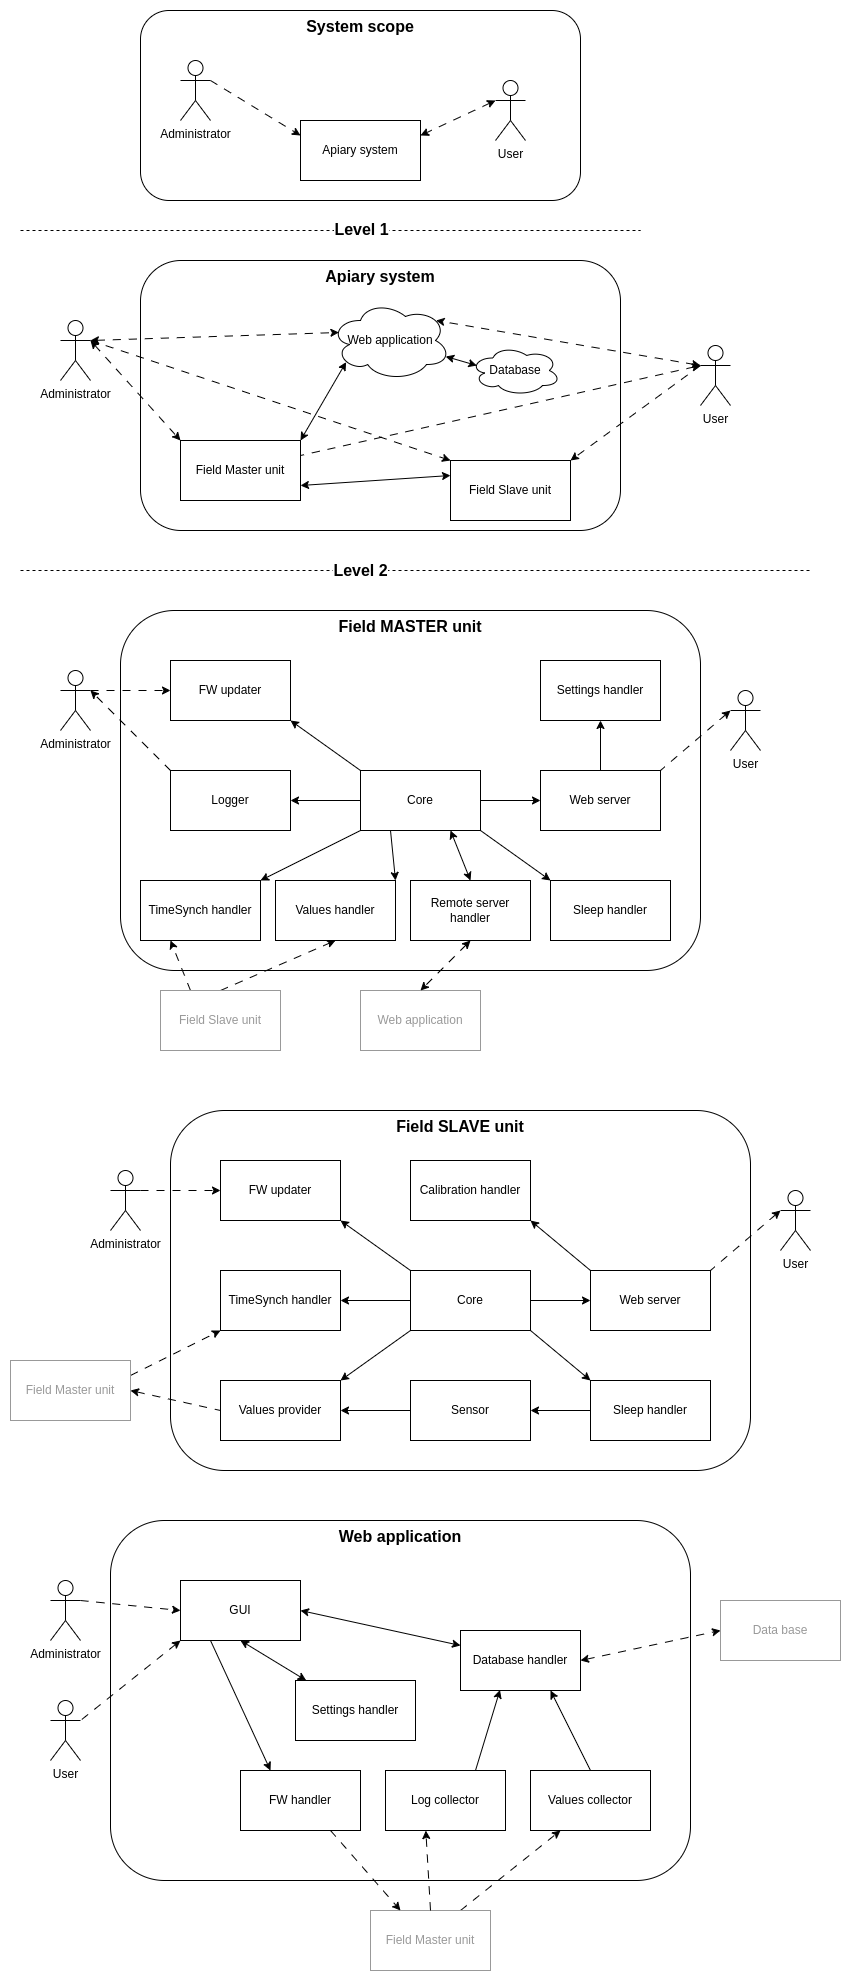 System scope
Administrator
Apiary system
User
Level 1
Apiary system
Web application
Database
Administrator
User
Field Master unit
Field Slave unit
Level 2
Field MASTER unit
FW updater
Settings handler
Administrator
User
Logger
Core
Web server
TimeSynch handler
Values handler
Remote server
handler
Sleep handler
Field Slave unit
Web application
Field SLAVE unit
FW updater
Calibration handler
Administrator
User
TimeSynch handler
Core
Web server
Field Master unit
Values provider
Sensor
Sleep handler
Web application
GUI
Administrator
Database handler
Data base
Settings handler
User
FW handler
Log collector
Values collector
Field Master unit